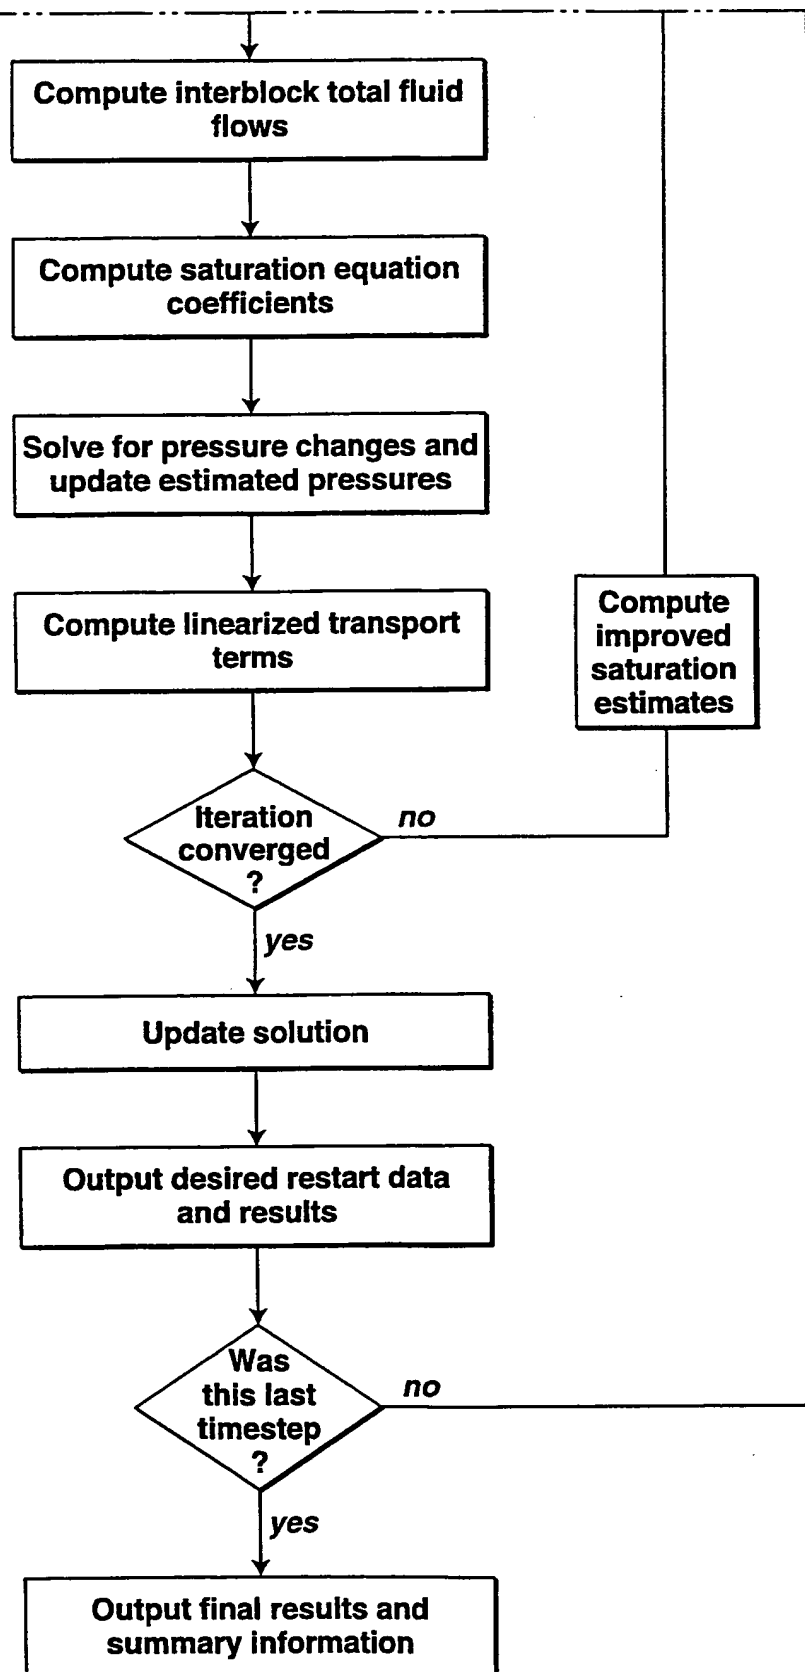 Compute interblock total fluid
flows
Compute saturation equation
coefficients
Solve for pressure changes and
update estimated pressures
Compute linearized transport
terms
Compute
improved
saturation
estimates
Iteration
converged
?
no
yes
Update solution
Output desired restart data
and results
Was
this last
timestep
?
no
yes
Output final results and
summary information